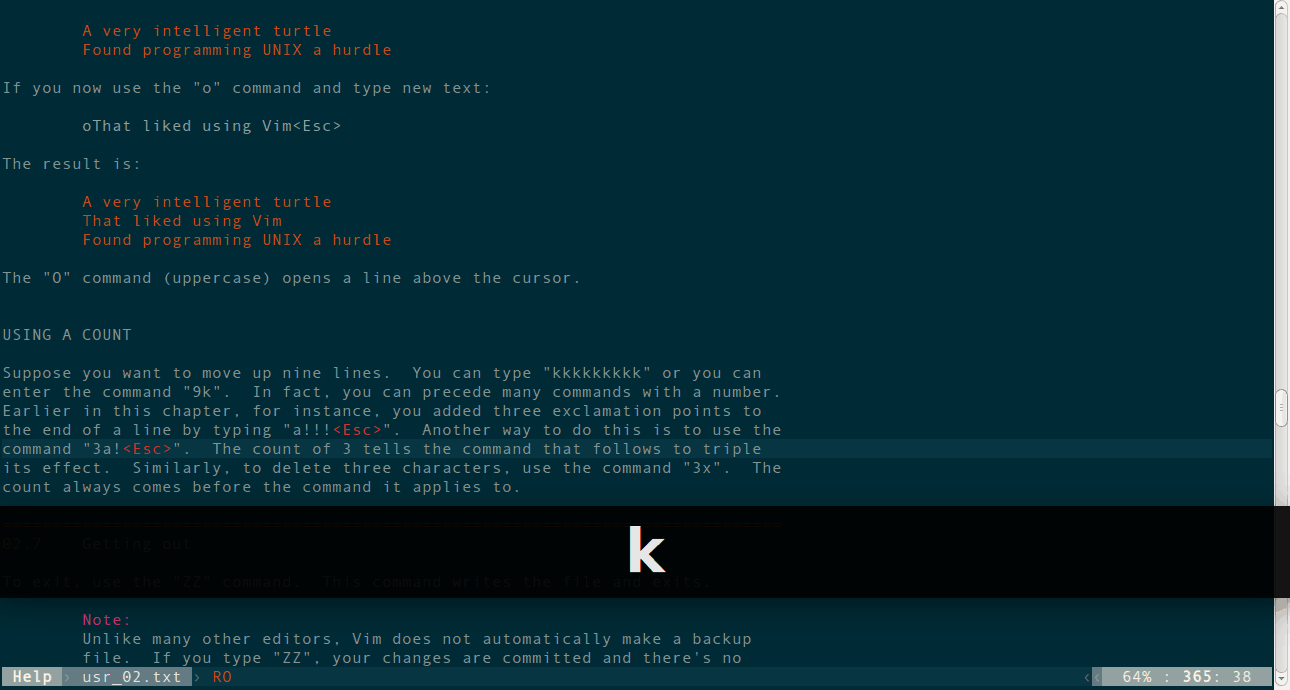 A very intelligent turtle
Found programming UNIX a hurdle
If you now use the "o" command and type new text:
oThat liked using Vim<Esc>
The result is:
A very intelligent turtle
That liked using Vim
Found programming UNIX a hurdle
The "O" command (uppercase) opens a line above the cursor.
USING A COUNT
Suppose you want to move up nine lines.  You can type "kkkkkkkkk" or you can
enter the command "9k".  In fact, you can precede many commands with a number.
Earlier in this chapter, for instance, you added three exclamation points to
the end of a line by typing "a!!!<Esc>".  Another way to do this is to use the
command "3a!<Esc>".  The count of 3 tells the command that follows to triple
its effect.  Similarly, to delete three characters, use the command "3x".  The
count always comes before the command it applies to.
02.7 Getting out
k
To exit, use the "ZZ" command.  This command writes the file and exits.
Note:
Unlike many other editors, Vim does not automatically make a backup
file.  If you type "ZZ", your changes are committed and there's no
Help › usr_02.txt › RO ‹‹ 64% : 365: 38